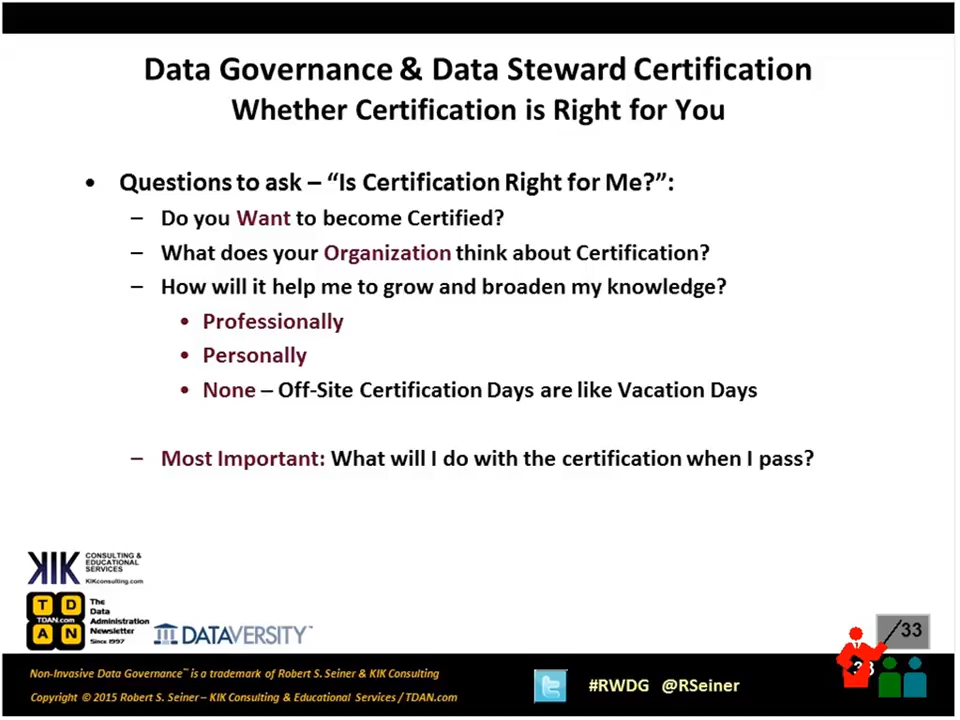 Data Governance & Data Steward Certification
Whether Certification is Right for You
• Questions to ask – “Is Certification Right for Me?”:
– Do you Want to become Certified?
– What does your Organization think about Certification?
– How will it help me to grow and broaden my knowledge?
• Professionally
• Personally
• None – Off-Site Certification Days are like Vacation Days
– Most Important: What will I do with the certification when I pass?
KIK CONSULTING &
EDUCATIONAL
SERVICES
KIKconsulting.com
T D
TDAN.com
A N
The
Data
Administration
Newsletter
Since 1997
DATAVERSITY™
/33
Non-Invasive Data Governance™ is a trademark of Robert S. Seiner & KIK Consulting
Copyright © 2015 Robert S. Seiner – KIK Consulting & Educational Services / TDAN.com
#RWDG @RSeiner